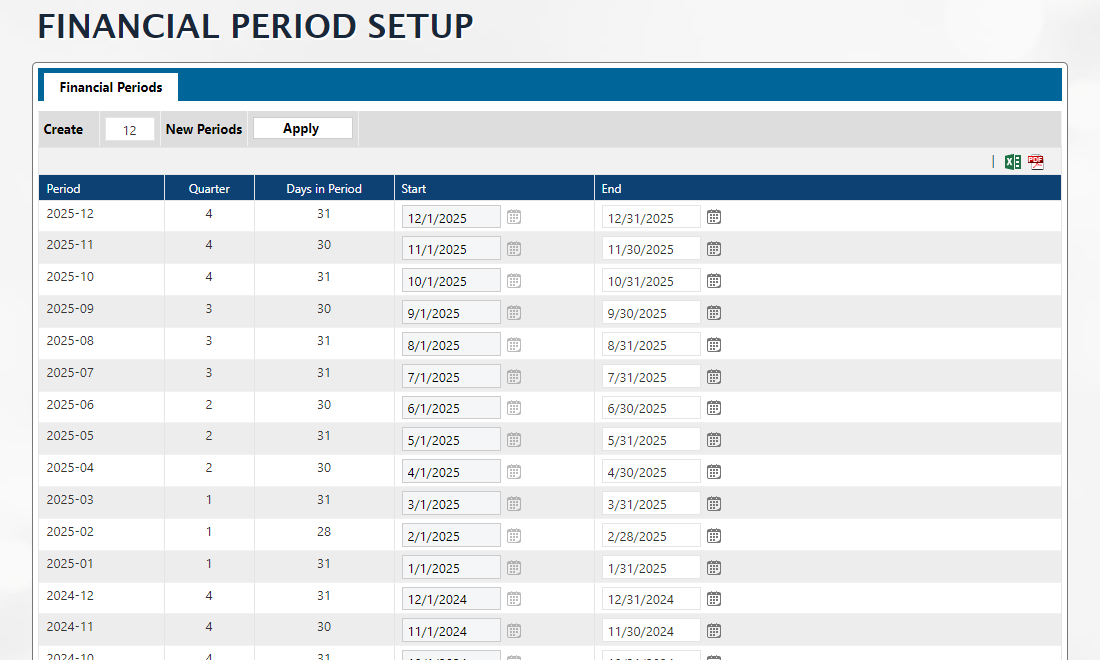 FINANCIAL PERIOD SETUP
Financial Periods
Create 12 New Periods Apply
PDF
Period Quarter Days in Period Start End
2025-12 4 31 12/1/2025 12/31/2025
2025-11 4 30 11/1/2025 11/30/2025
2025-10 4 31 10/1/2025 10/31/2025
2025-09 3 30 9/1/2025 9/30/2025
2025-08 3 31 8/1/2025 8/31/2025
2025-07 3 31 7/1/2025 7/31/2025
2025-06 2 30 6/1/2025 6/30/2025
2025-05 2 31 5/1/2025 5/31/2025
2025-04 2 30 4/1/2025 4/30/2025
2025-03 1 31 3/1/2025 3/31/2025
2025-02 1 28 2/1/2025 2/28/2025
2025-01 1 31 1/1/2025 1/31/2025
2024-12 4 31 12/1/2024 12/31/2024
2024-11 4 30 11/1/2024 11/30/2024
2024-10 4 31